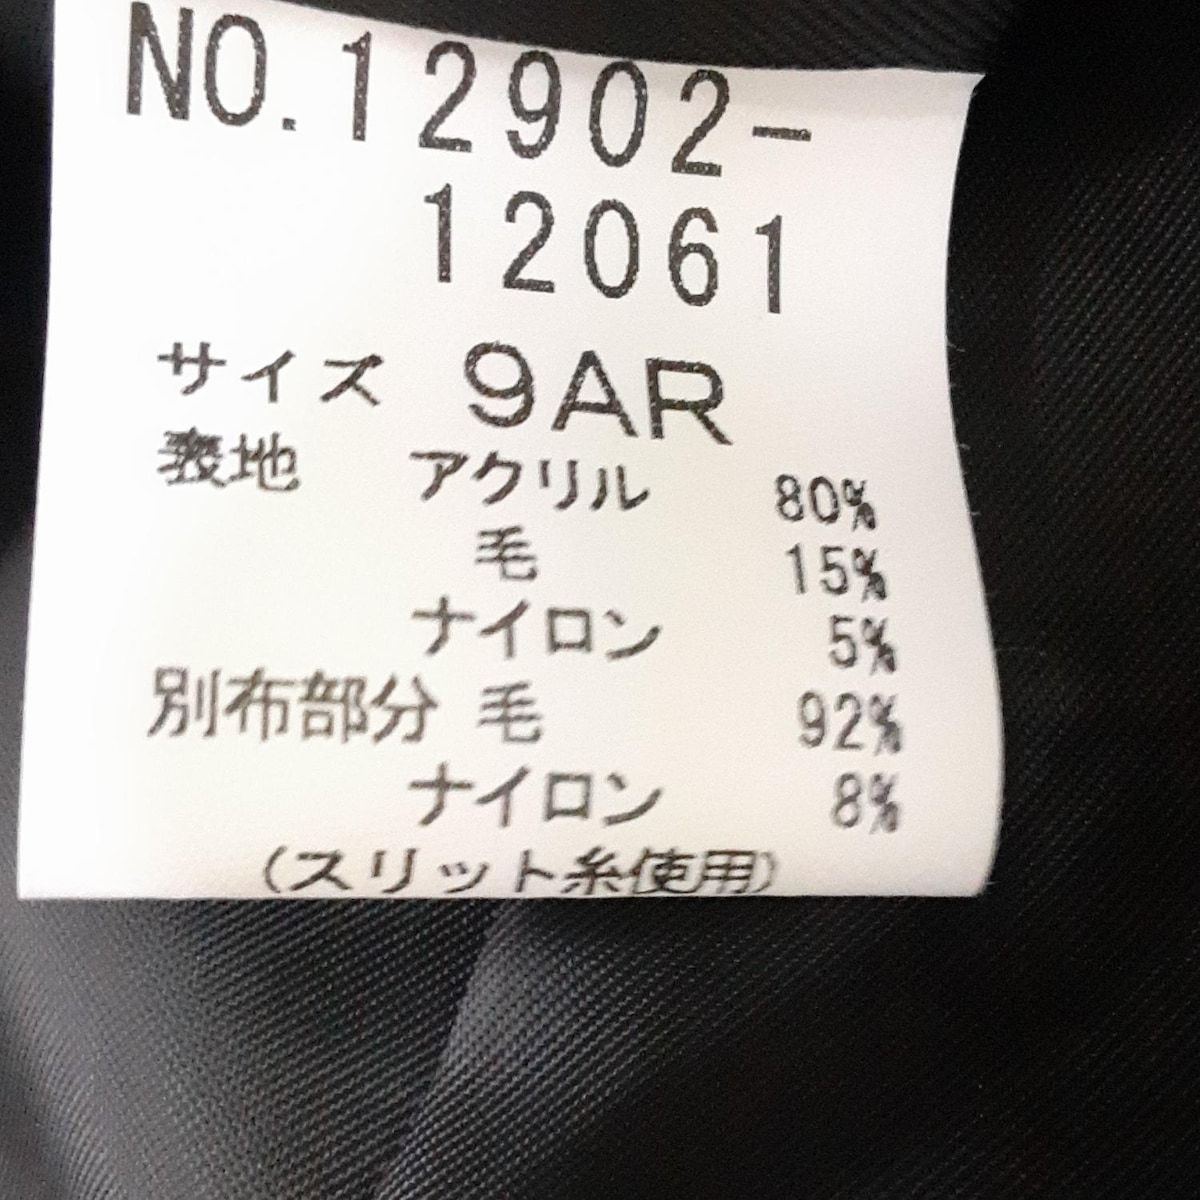 NO.12902-
12061
サイズ 9AR
表地 アクリル 80%
毛 15%
ナイロン 5%
別布部分 毛 92%
ナイロン 8%
(スリット糸使用)